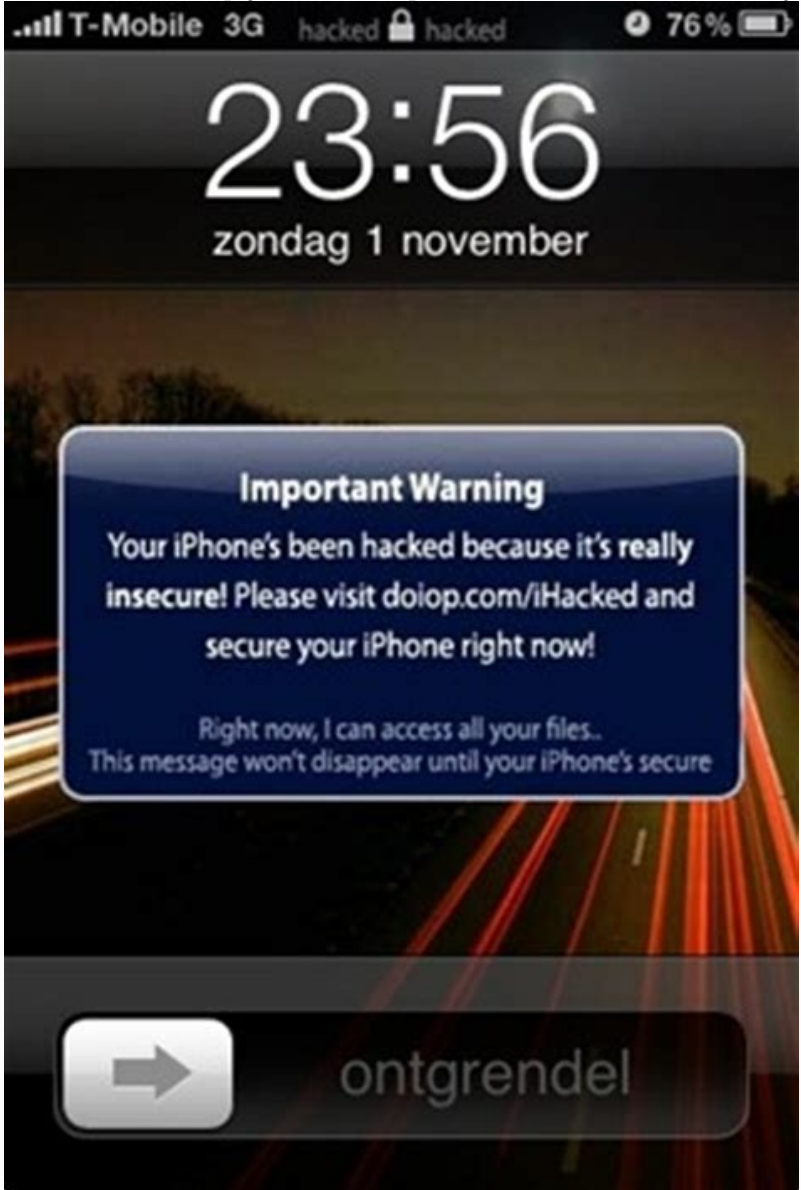 T-Mobile 3G hacked hacked 76%
23:56
zondag 1 november
Important Warning
Your iPhone's been hacked because it's really
insecure! Please visit doiop.com/iHacked and
secure your iPhone right now!
Right now, I can access all your files..
This message won't disappear until your iPhone's secure
ontgrendel